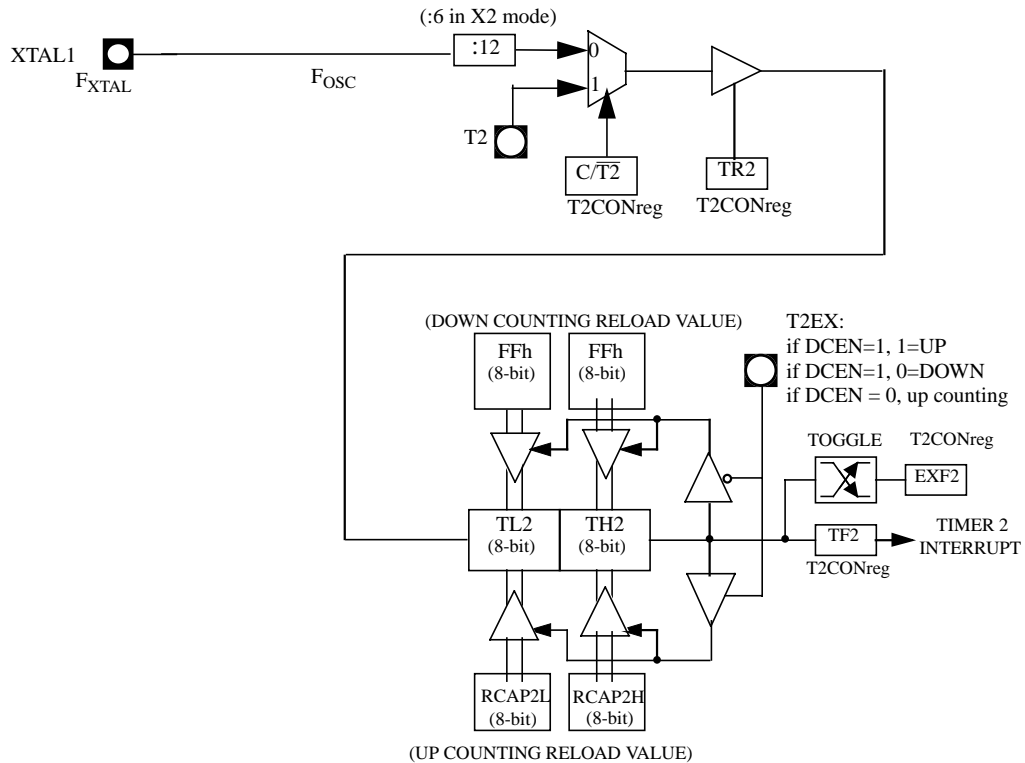 (:6 in X2 mode)
XTAL1
:12
0
FXTAL
FOSC
1
T2
C/T2
TR2
T2CONreg
T2CONreg
(DOWN COUNTING RELOAD VALUE)
T2EX:
if DCEN=1, 1=UP
if DCEN=1, 0=DOWN
if DCEN = 0, up counting
FFh
(8-bit)
FFh
(8-bit)
TOGGLE
T2CONreg
EXF2
TL2
(8-bit)
TH2
(8-bit)
TF2
T2CONreg
TIMER 2
INTERRUPT
RCAP2L
(8-bit)
RCAP2H
(8-bit)
(UP COUNTING RELOAD VALUE)